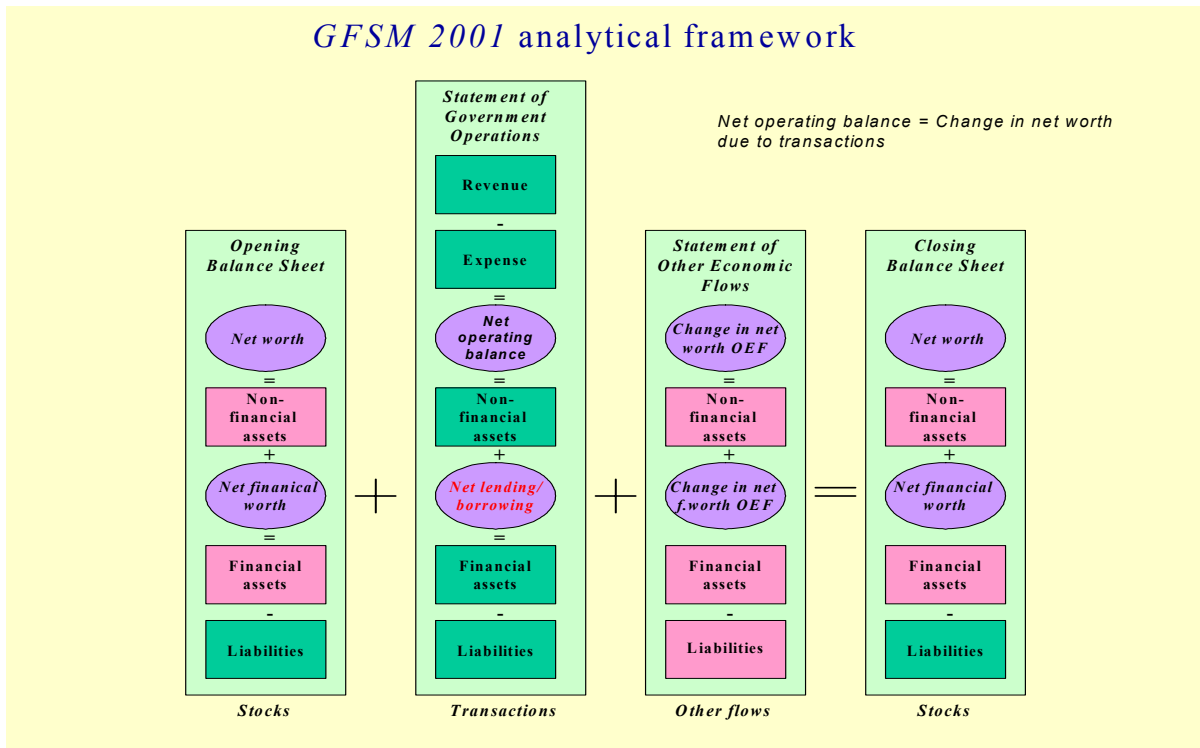 GFSM 2001 analytical framework
Net operating balance = Change in net worth
due to transactions
Opening
Balance Sheet
Net worth
=
Non-
financial
assets
+
Net finanical
worth
=
Financial
assets
-
Liabilities
Stocks
+
Statement of
Government
Operations
Revenue
-
Expense
=
Net
operating
balance
=
Non-
financial
assets
+
Net lending/
borrowing
=
Financial
assets
-
Liabilities
Transactions
+
Statement of
Other Economic
Flows
Change in net
worth OEF
=
Non-
financial
assets
+
Change in net
f.worth OEF
Financial
assets
-
Liabilities
Other flows
=
Closing
Balance Sheet
Net worth
=
Non-
financial
assets
+
Net financial
worth
Financial
assets
-
Liabilities
Stocks